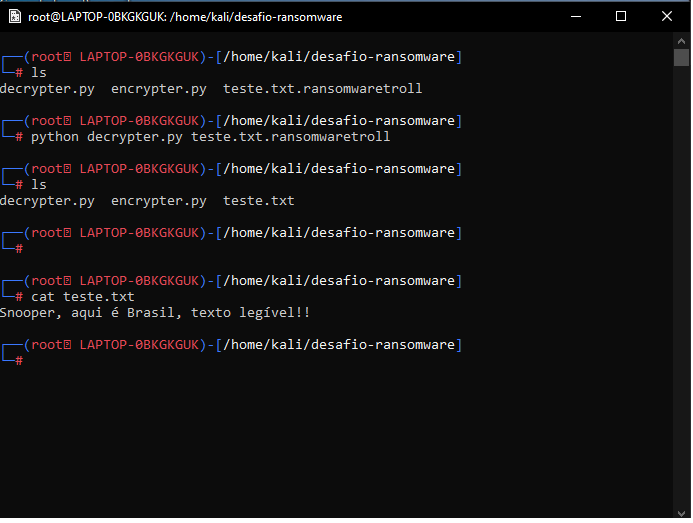 root@LAPTOP-0BKGKGUK: /home/kali/desafio-ransomware
┌──(root LAPTOP-0BKGKGUK)-[/home/kali/desafio-ransomware]
└─# ls
decrypter.py  encrypter.py  teste.txt.ransomwaretroll
┌──(root LAPTOP-0BKGKGUK)-[/home/kali/desafio-ransomware]
└─# python decrypter.py teste.txt.ransomwaretroll
┌──(root LAPTOP-0BKGKGUK)-[/home/kali/desafio-ransomware]
└─# ls
decrypter.py  encrypter.py  teste.txt
┌──(root LAPTOP-0BKGKGUK)-[/home/kali/desafio-ransomware]
└─#
┌──(root LAPTOP-0BKGKGUK)-[/home/kali/desafio-ransomware]
└─# cat teste.txt
Snooper, aqui é Brasil, texto legível!!
┌──(root LAPTOP-0BKGKGUK)-[/home/kali/desafio-ransomware]
└─#